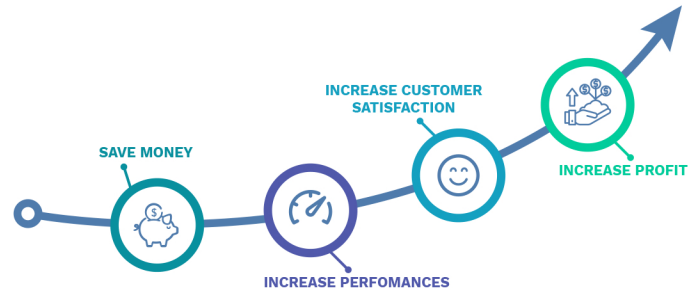 SAVE MONEY
INCREASE PERFOMANCES
INCREASE CUSTOMER
SATISFACTION
INCREASE PROFIT
$
$
$
$